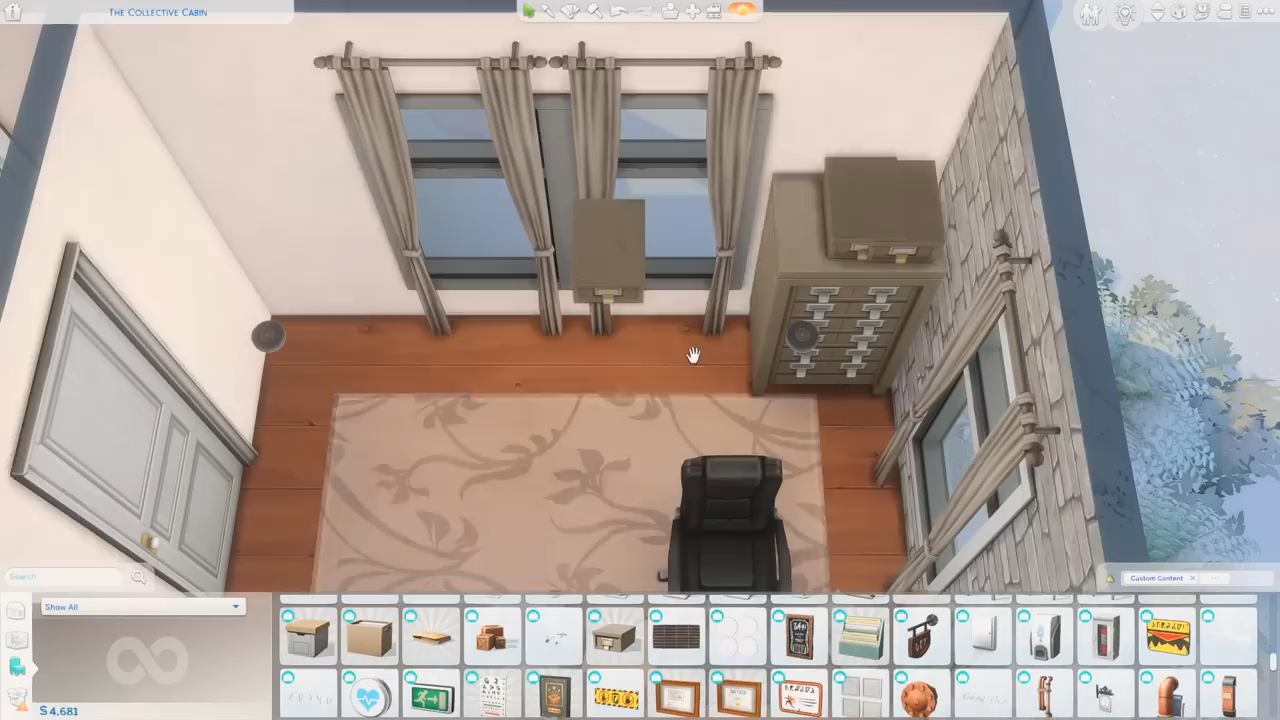 The Collective Cabin
Search
Custom Content
Show All
$4,681